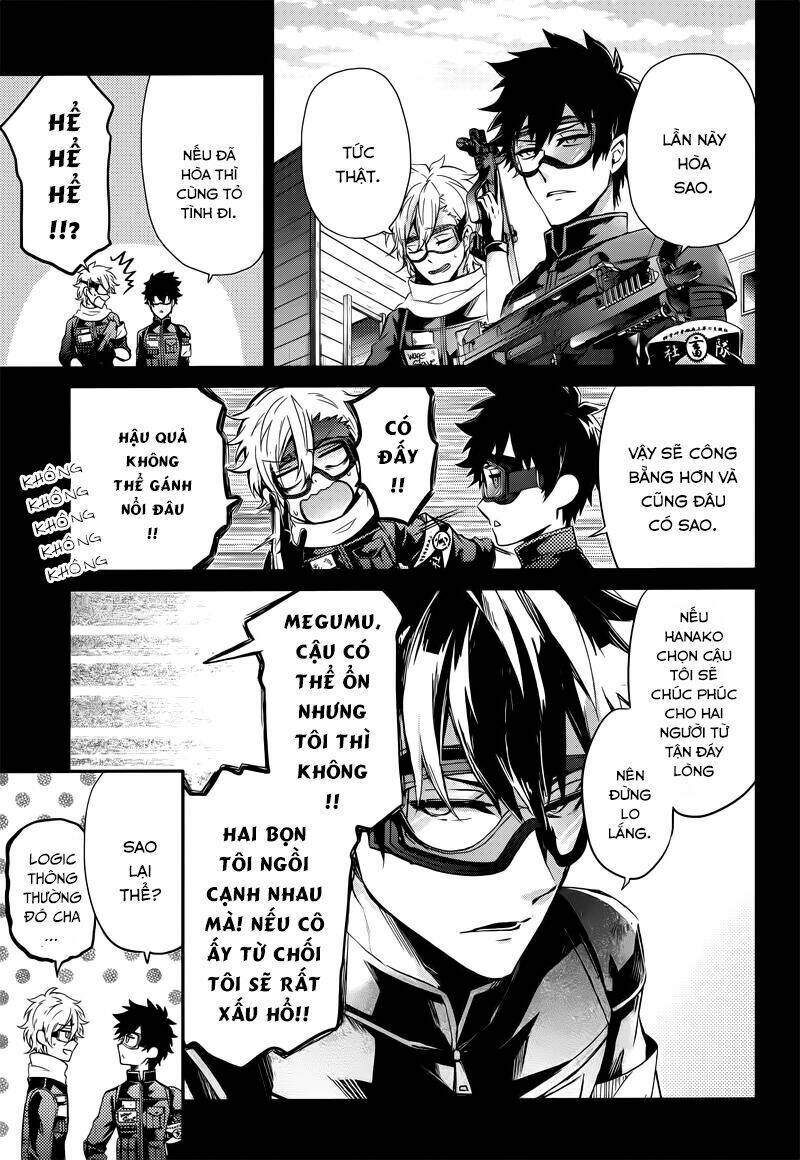 LẦN NÀY
HÒA
SAO.
TỨC
THẬT.
社畜隊
NẾU ĐÃ
HÒA THÌ
CÙNG TỎ
TÌNH ĐI.
HỂ
HỂ
HỂ
!!?
VẬY SẼ CÔNG
BẰNG HƠN VÀ
CŨNG ĐÂU
CÓ SAO.
CÓ
ĐẤY
!!
HẬU QUẢ
KHÔNG
THỂ GÁNH
NỔI ĐÂU
!!
KHÔNG
KHÔNG
KHÔNG
KHÔNG
KHÔNG
NẾU
HANAKO
CHỌN CẬU
TÔI SẼ
CHÚC PHÚC
CHO HAI
NGƯỜI TỪ
TẬN ĐÁY
LÒNG
NÊN
ĐỪNG
LO
LẮNG.
MEGUMU,
CẬU CÓ
THỂ ỔN
NHƯNG
TÔI THÌ
KHÔNG
!!
HAI BỌN
TÔI NGỒI
CẠNH NHAU
MÀ! NẾU CÔ
ẤY TỪ CHỐI
TÔI SẼ RẤT
XẤU HỔ!!
SAO
LẠI
THẾ?
LOGIC
THÔNG
THƯỜNG
ĐÓ CHA
...